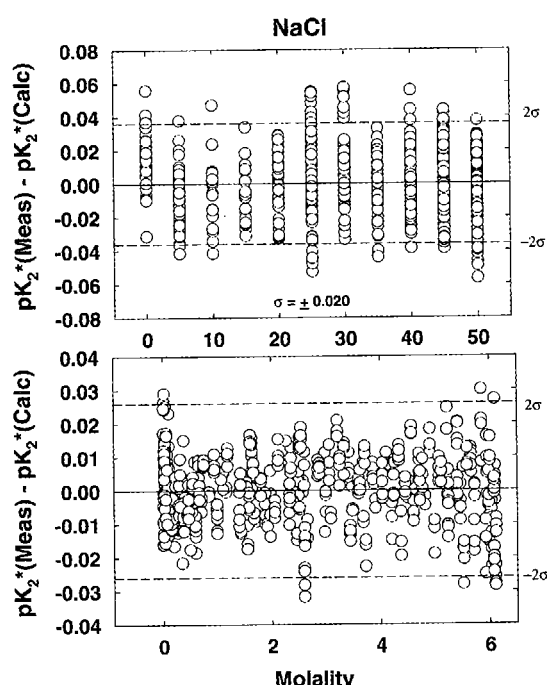 NaCl
pK₂*(Meas) - pK₂*(Calc)
0.08
0.06
0.04
0.02
0.00
-0.02
-0.04
-0.06
-0.08
2σ
-2σ
σ = ± 0.020
0 10 20 30 40 50
pK₂*(Meas) - pK₂*(Calc)
0.04
0.03
0.02
0.01
0.00
-0.01
-0.02
-0.03
-0.04
2σ
-2σ
0 2 4 6
Molality